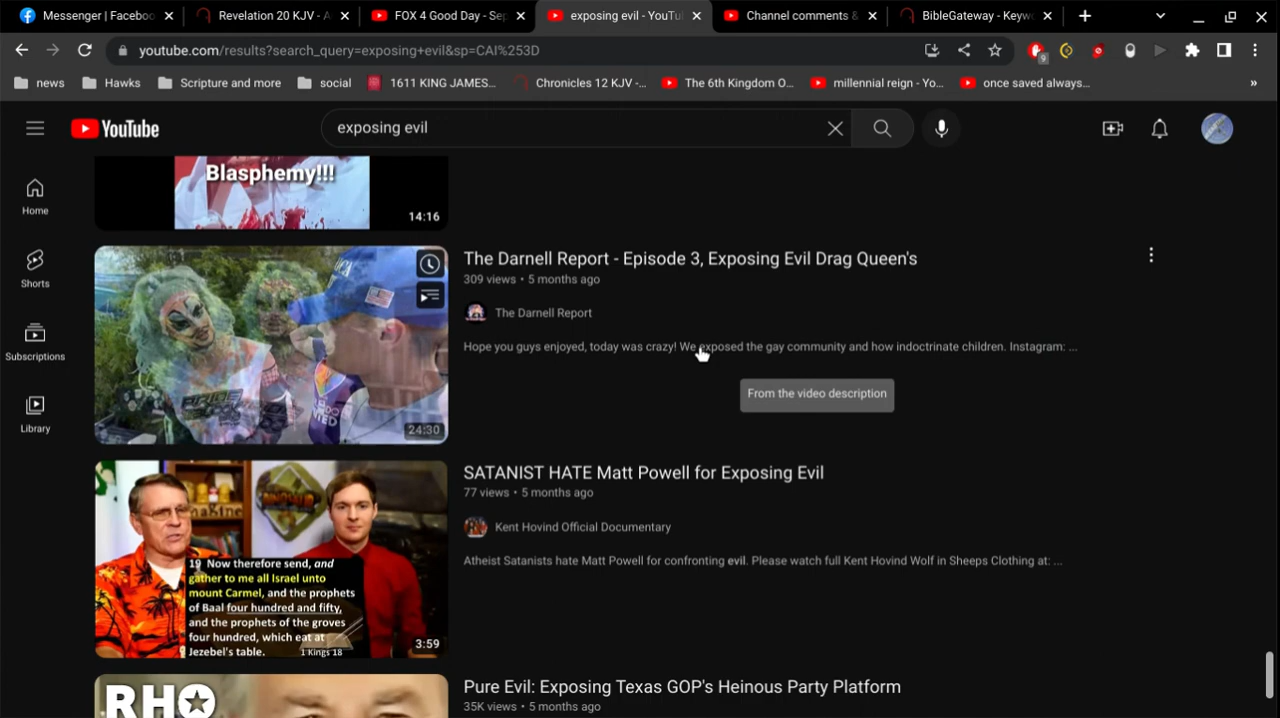 Messenger | Faceboo
Revelation 20 KJV - A
FOX 4 Good Day - Sep
exposing evil - YouTu
Channel comments &
BibleGateway - Keyw
youtube.com/results?search_query=exposing+evil&sp=CAI%253D
9
news
Hawks
Scripture and more
social
1611 KING JAMES...
Chronicles 12 KJV -...
The 6th Kingdom O...
millennial reign - Yo...
once saved always...
»
YouTube
exposing evil
Home
Shorts
Subscriptions
Library
Blasphemy!!!
14:16
24:30
The Darnell Report - Episode 3, Exposing Evil Drag Queen's
309 views • 5 months ago
The Darnell Report
Hope you guys enjoyed, today was crazy! We exposed the gay community and how indoctrinate children. Instagram: ...
From the video description
19 Now therefore send, and
gather to me all Israel unto
mount Carmel, and the prophets
of Baal four hundred and fifty,
and the prophets of the groves
four hundred, which eat at
Jezebel's table.
1 Kings 18
3:59
SATANIST HATE Matt Powell for Exposing Evil
77 views • 5 months ago
Kent Hovind Official Documentary
Atheist Satanists hate Matt Powell for confronting evil. Please watch full Kent Hovind Wolf in Sheeps Clothing at: ...
RHO
Pure Evil: Exposing Texas GOP's Heinous Party Platform
35K views • 5 months ago